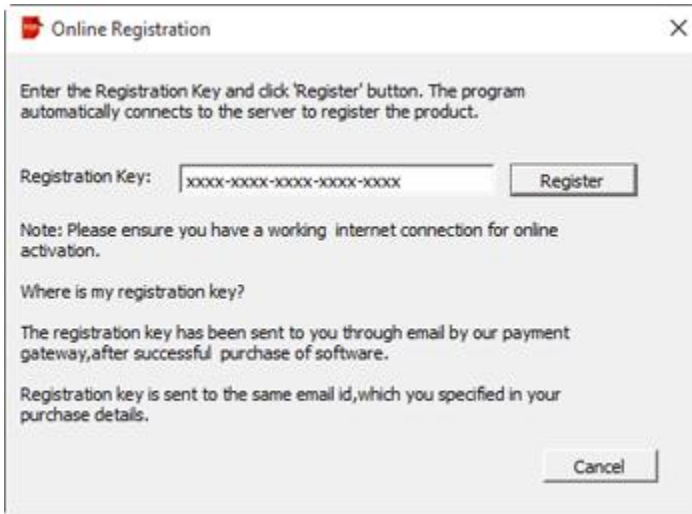 Online Registration
Enter the Registration Key and click 'Register' button. The program
automatically connects to the server to register the product.
Registration Key: xxxx-xxxx-xxxx-xxxx-xxxx Register
Note: Please ensure you have a working internet connection for online
activation.
Where is my registration key?
The registration key has been sent to you through email by our payment
gateway,after successful purchase of software.
Registration key is sent to the same email id,which you specified in your
purchase details.
Cancel